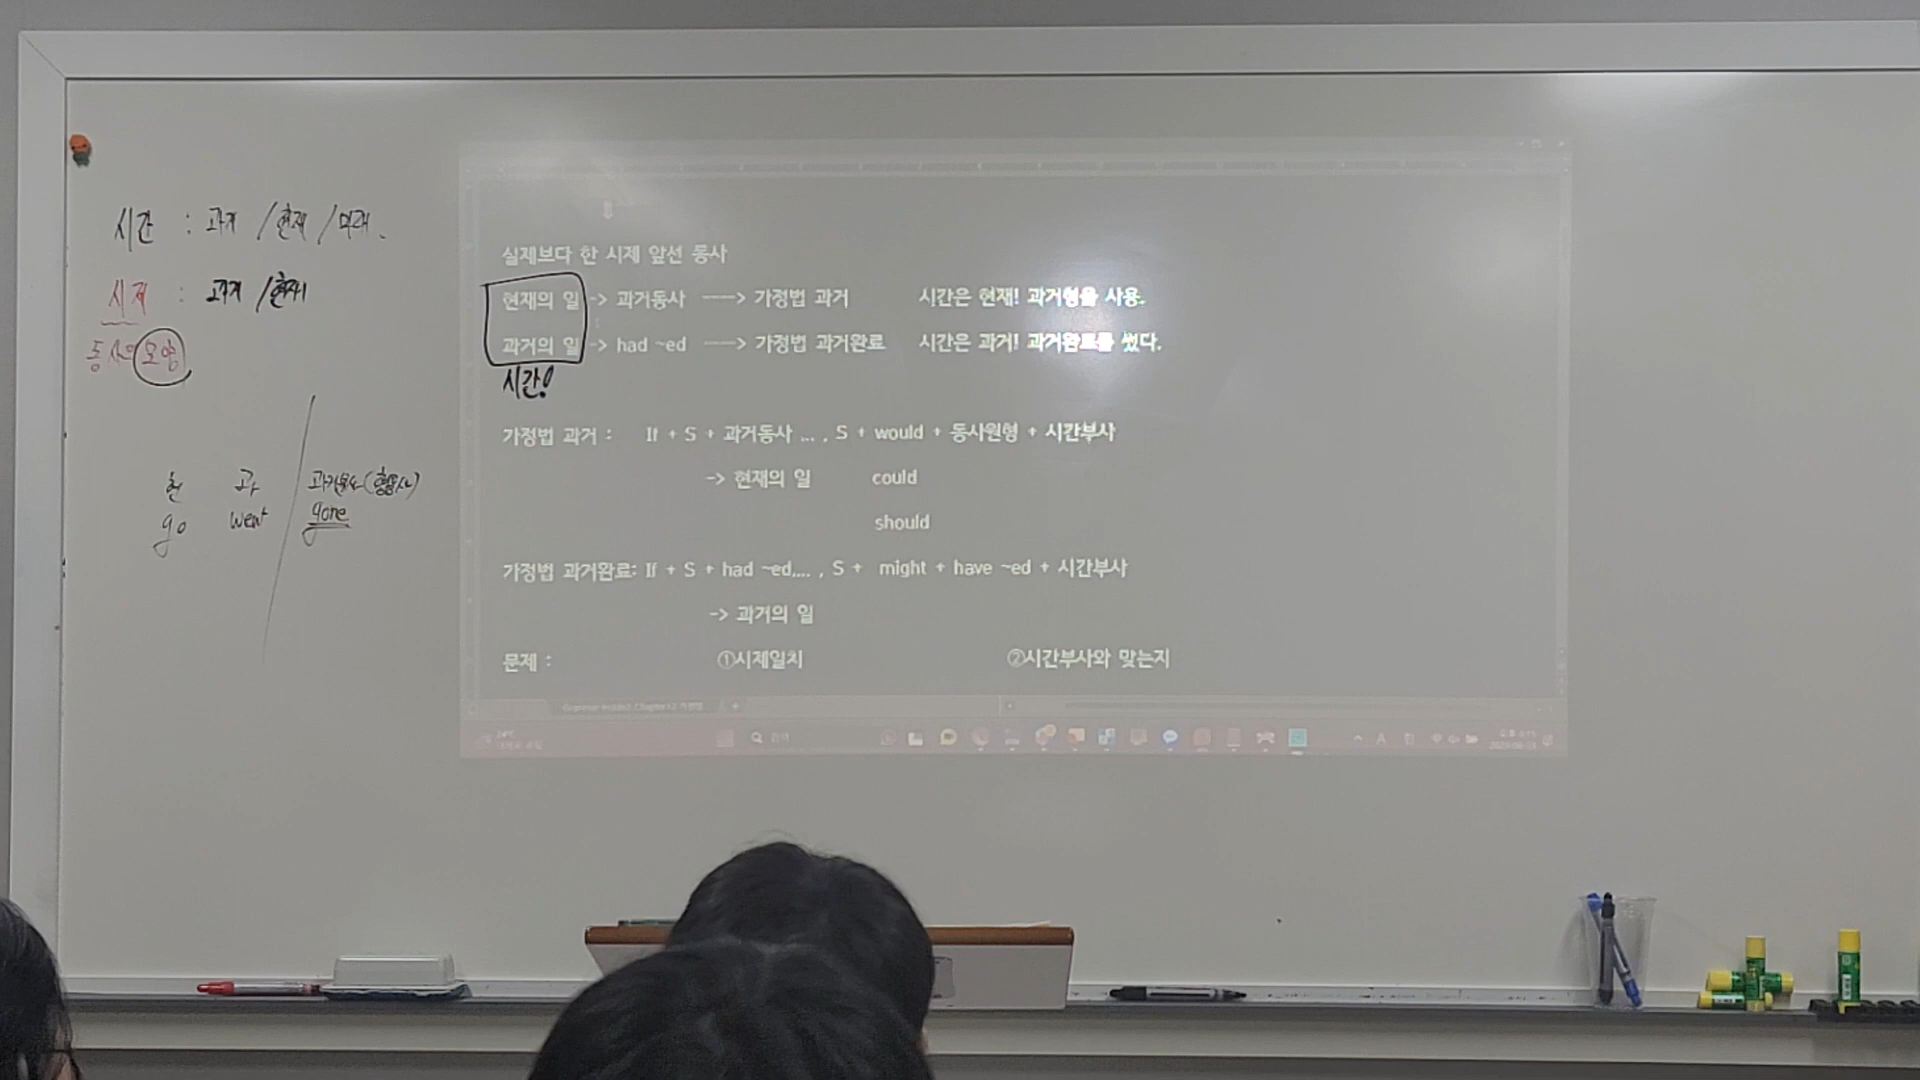 시간 : 과거 / 현재 / 미래.
시제 : 과거 / 현재
동사의 모양
현 과 과거분사(형용사)
go went gone
실제보다 한 시제 앞선 동사
현재의 일 -> 과거동사 ---> 가정법 과거 시간은 현재! 과거형을 사용.
과거의 일 -> had ~ed ---> 가정법 과거완료 시간은 과거! 과거완료를 썼다.
시간!
가정법 과거 : If + S + 과거동사 ... , S + would + 동사원형 + 시간부사
-> 현재의 일 could
should
가정법 과거완료: If + S + had ~ed,... , S + might + have ~ed + 시간부사
-> 과거의 일
문제 : ①시제일치 ②시간부사와 맞는지
검색